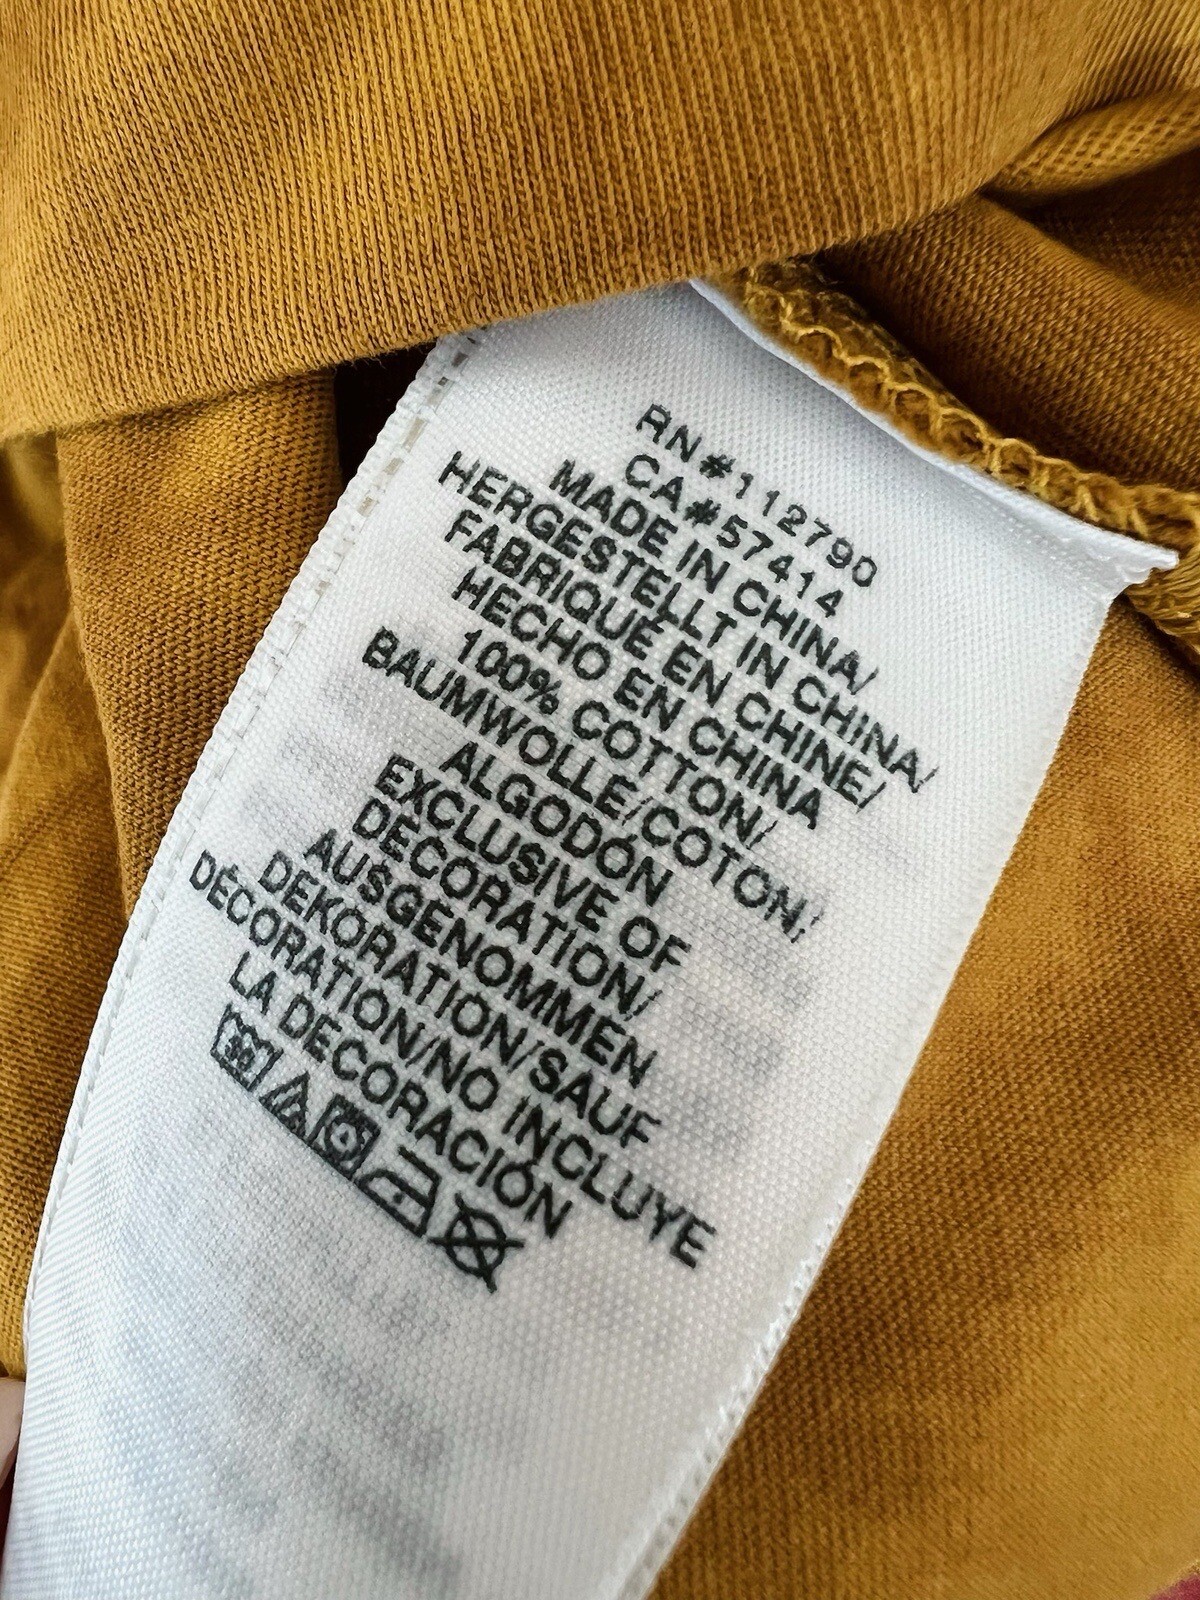 RN#112790
CA#57414
MADE IN CHINA/
HERGESTELLT IN CHINA/
FABRIQUÉ EN CHINE/
HECHO EN CHINA
100% COTTON/
BAUMWOLLE/COTON/
ALGODÓN
EXCLUSIVE OF
DECORATION/
AUSGENOMMEN
DEKORATION/SAUF
DÉCORATION/NO INCLUYE
LA DECORACIÓN
30